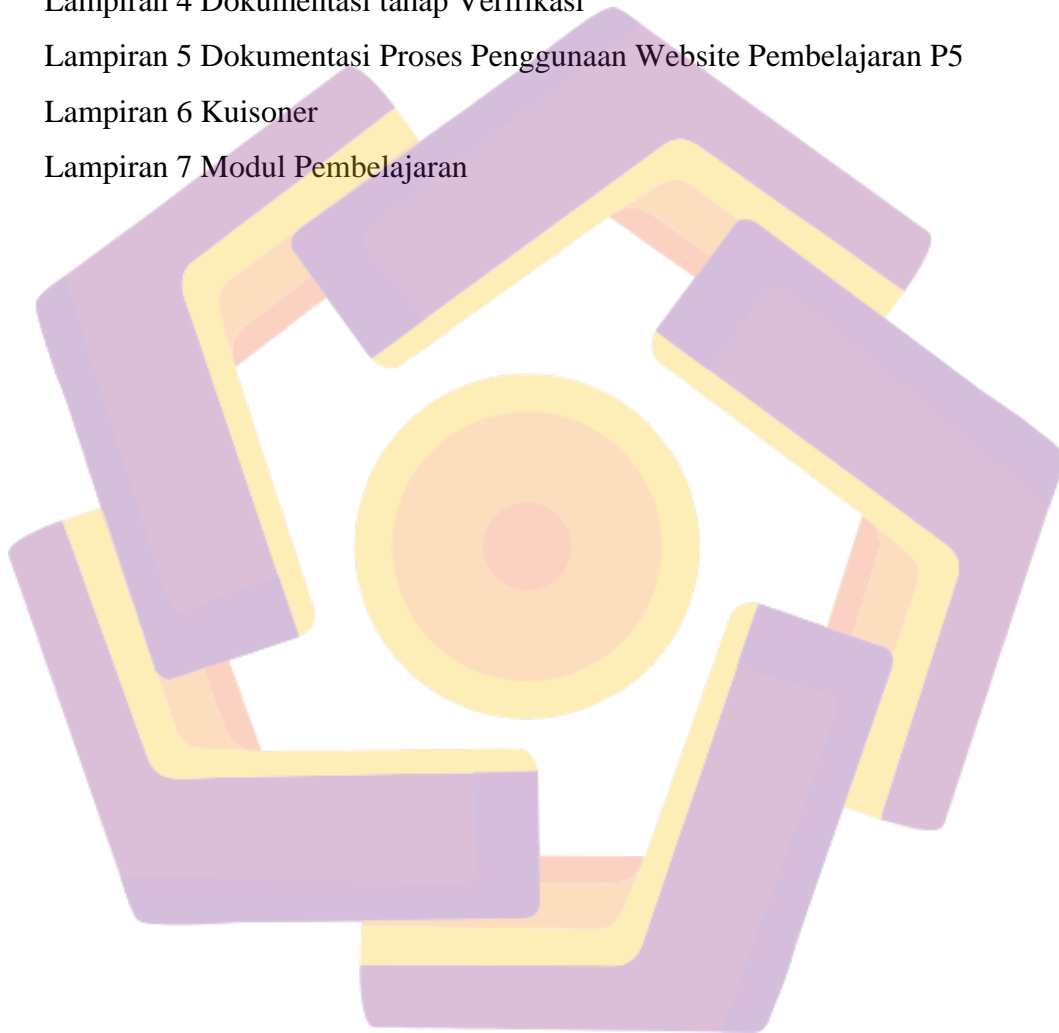 Lampiran 4 Dokumentasi tahap Verifikasi
Lampiran 5 Dokumentasi Proses Penggunaan Website Pembelajaran P5
Lampiran 6 Kuisoner
Lampiran 7 Modul Pembelajaran